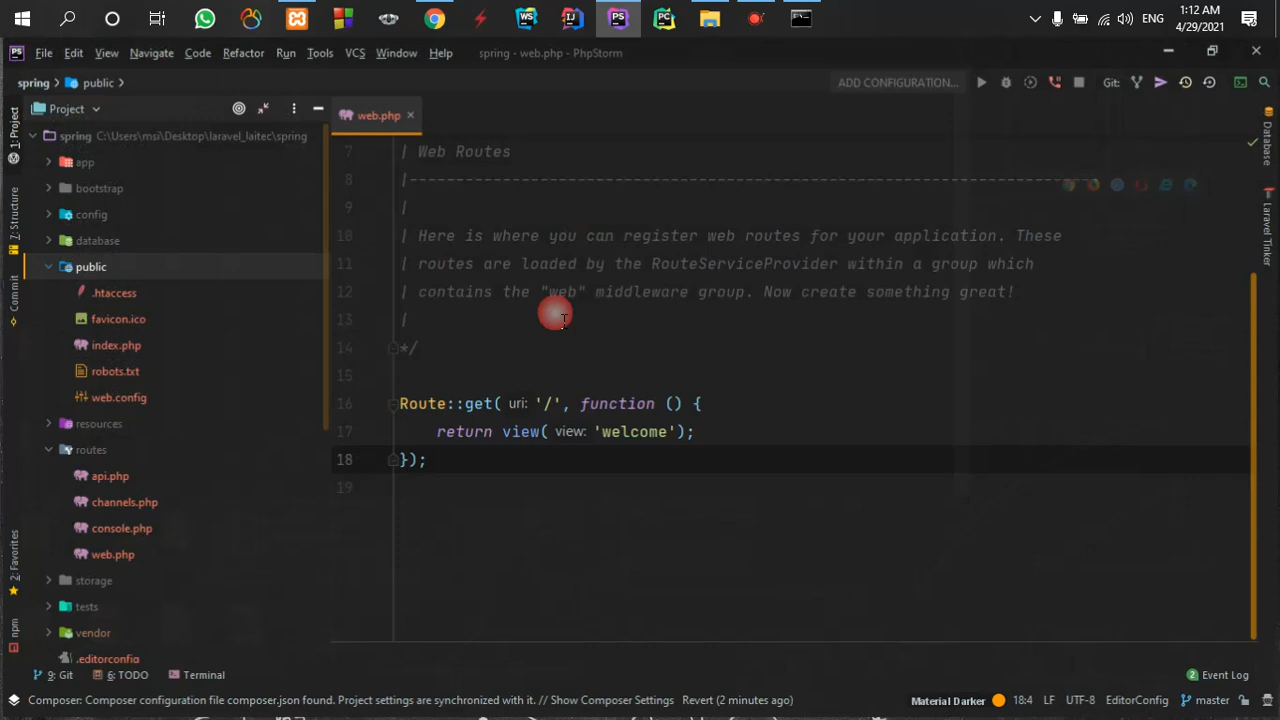 WS
IJ
PS
PC
ENG
1:12 AM
4/29/2021
PS File Edit View Navigate Code Refactor Run Tools VCS Window Help spring - web.php - PhpStorm
spring public ADD CONFIGURATION... Git:
Project
web.php
spring C:\Users\msi\Desktop\laravel_laitec\spring
app
bootstrap
config
database
public
.htaccess
favicon.ico
index.php
robots.txt
web.config
resources
routes
api.php
channels.php
console.php
web.php
storage
tests
vendor
.editorconfig
1: Project
7: Structure
Commit
2: Favorites
npm
7 | Web Routes
8 |--------------------------------------------------------------------------
9 |
10 | Here is where you can register web routes for your application. These
11 | routes are loaded by the RouteServiceProvider within a group which
12 | contains the "web" middleware group. Now create something great!
13 |
14 */
15
16 Route::get( uri: '/', function () {
17 return view( view: 'welcome');
18 });
19
Database
Laravel Tinker
9: Git 6: TODO Terminal Event Log
Composer: Composer configuration file composer.json found. Project settings are synchronized with it. // Show Composer Settings Revert (2 minutes ago) Material Darker 18:4 LF UTF-8 EditorConfig master